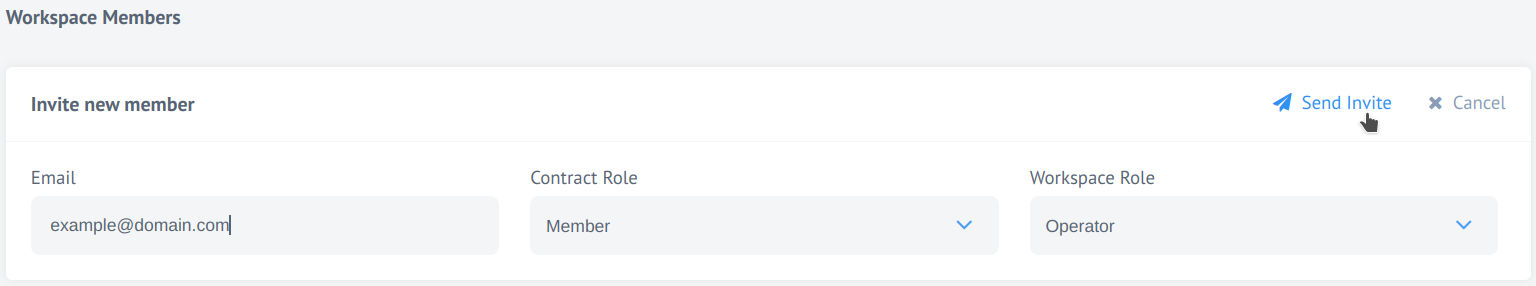 Workspace Members
Invite new member
Send Invite
Cancel
Email
Contract Role
Workspace Role
example@domain.com
Member
Operator